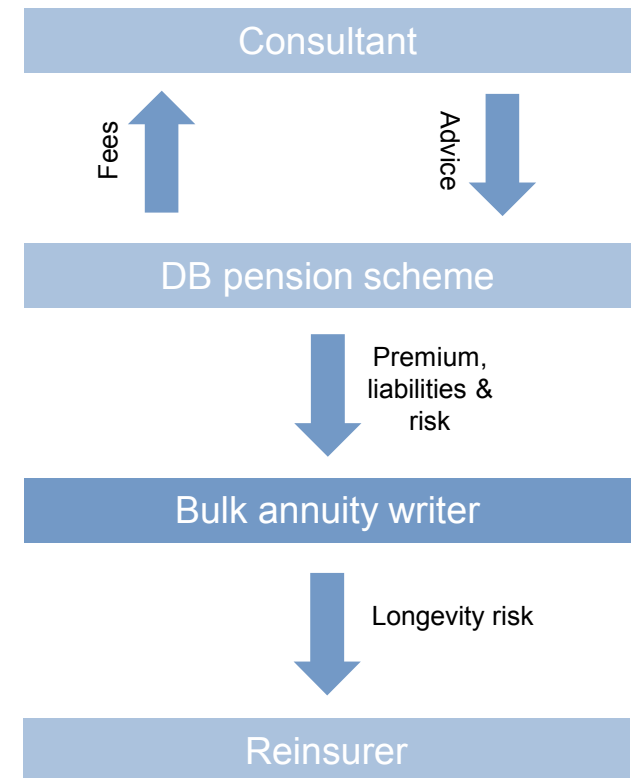 Consultant
Fees
Advice
DB pension scheme
Premium,
liabilities &
risk
Bulk annuity writer
Longevity risk
Reinsurer